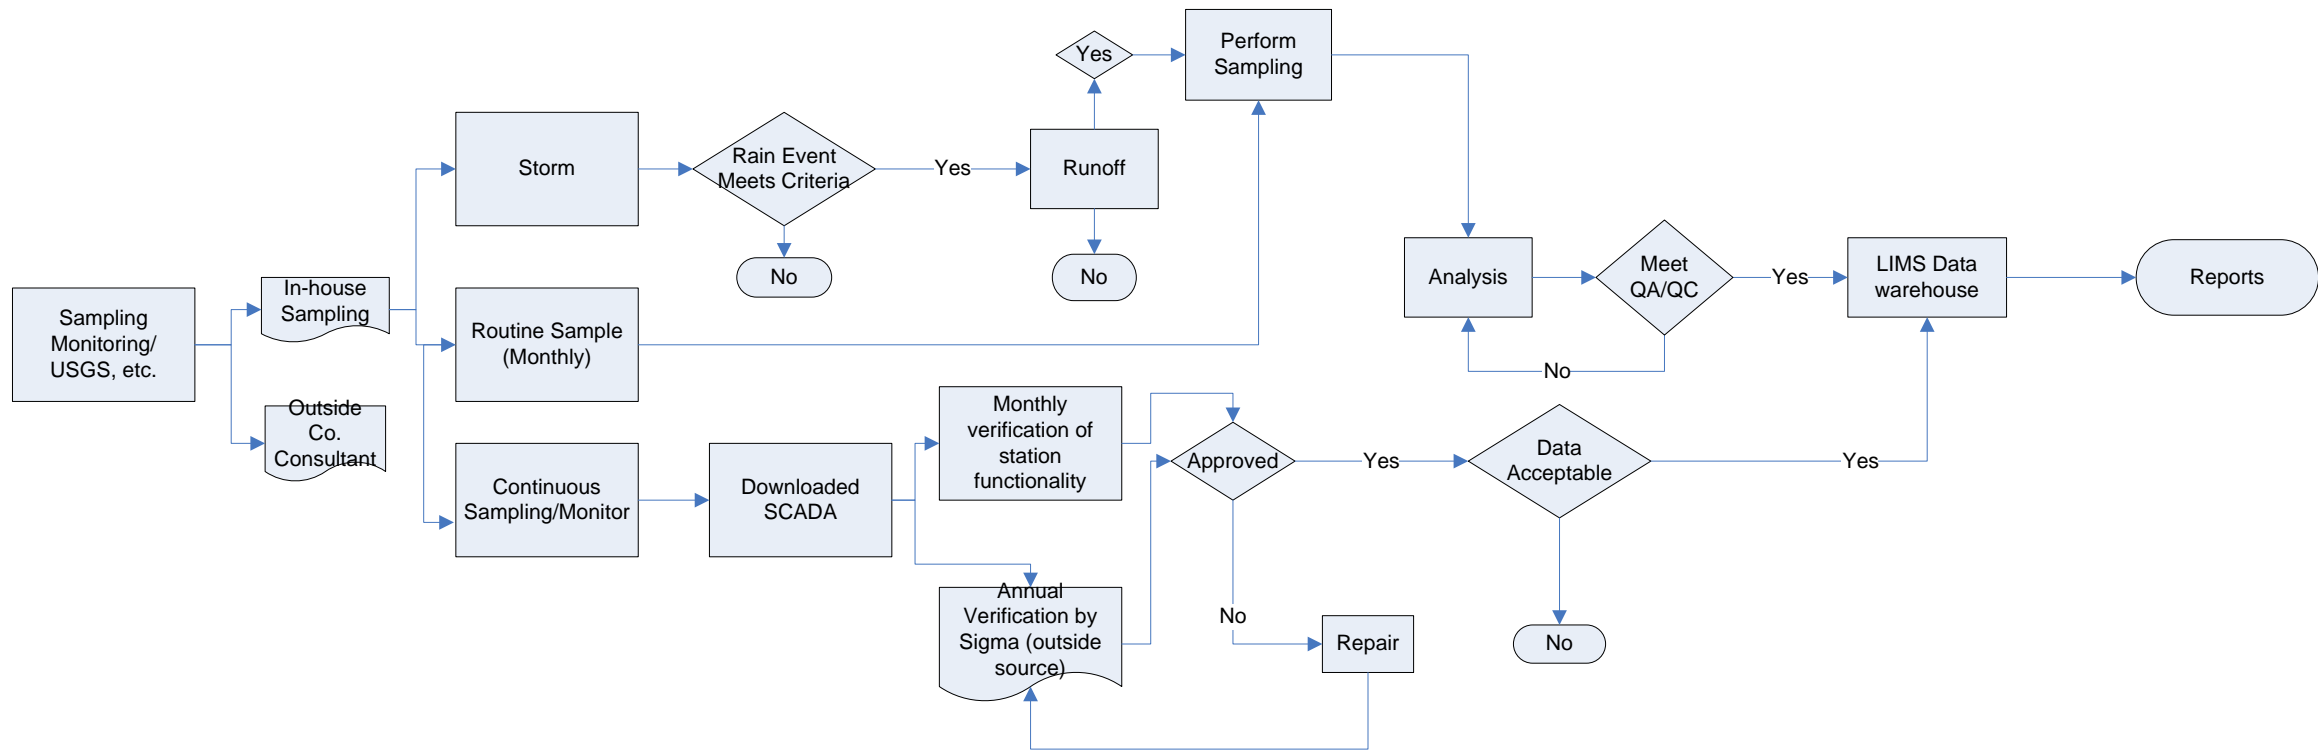 Yes
Perform
Sampling
Storm
Rain Event
Meets Criteria
Yes
Runoff
No
No
In-house
Sampling
Sampling
Monitoring/
USGS, etc.
Outside
Co.
Consultant
Routine Sample
(Monthly)
Analysis
Meet
QA/QC
Yes
LIMS Data
warehouse
Reports
No
Continuous
Sampling/Monitor
Downloaded
SCADA
Monthly
verification of
station
functionality
Approved
Yes
Data
Acceptable
Yes
Annual
Verification by
Sigma (outside
source)
No
Repair
No